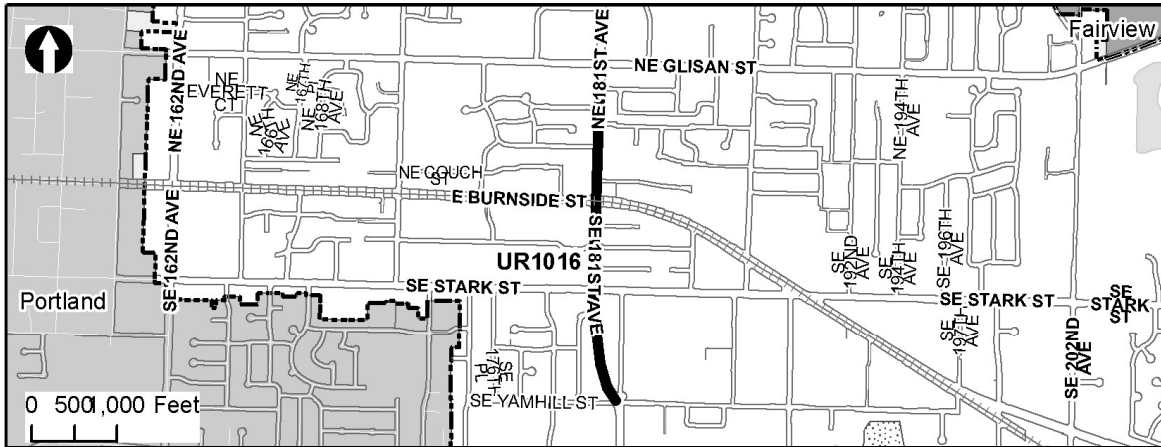 Fairview
NE GLISAN ST
NE 181ST AVE
NE 162ND AVE
NE
EVERETT
CT
NE
166TH
AVE
NE
167TH
PL
NE
168TH
AVE
NE 194TH
AVE
NE COUCH
ST
E BURNSIDE ST
SE 162ND AVE
SE 181ST AVE
UR1016
SE
192ND
AVE
SE
194TH
AVE
SE 196TH
AVE
SE STARK ST
SE STARK ST
SE
STARK
ST
Portland
SE
197TH
AVE
SE 202ND
AVE
SE
176TH
PL
SE YAMHILL ST
0 500 1,000 Feet